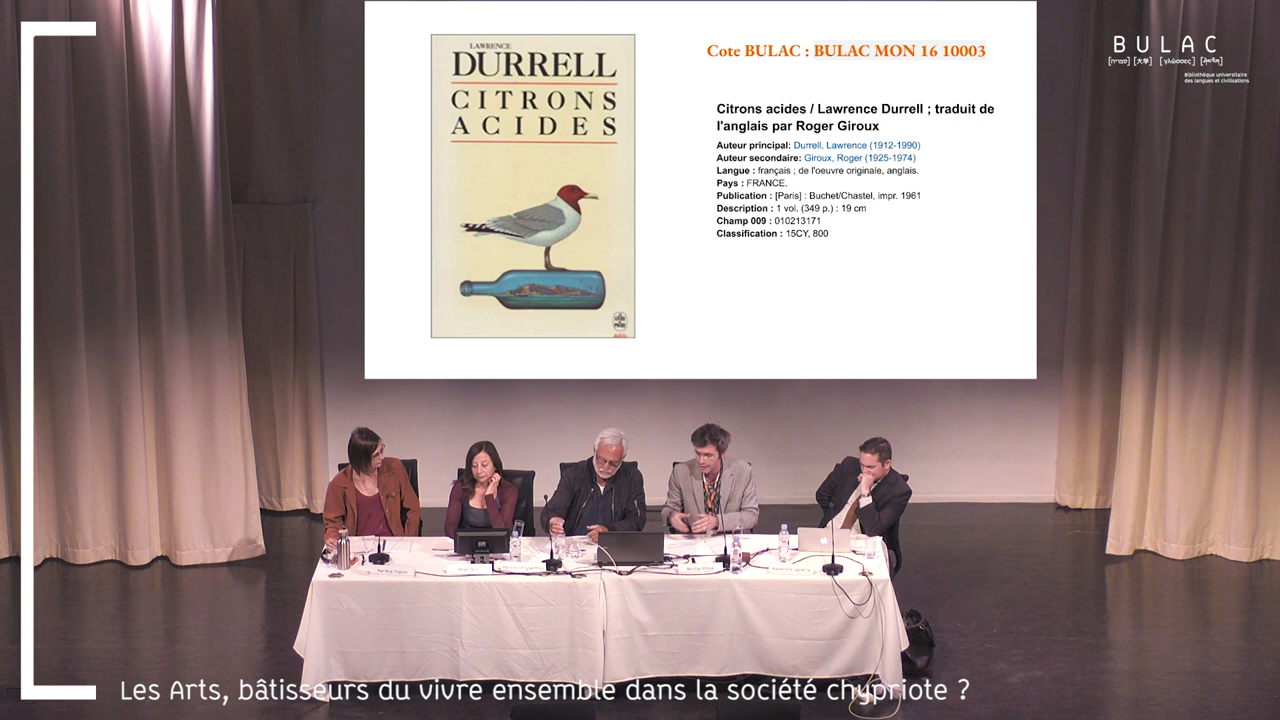 LAWRENCE
DURRELL
CITRONS
ACIDES
Cote BULAC : BULAC MON 16 10003
Citrons acides / Lawrence Durrell ; traduit de
l'anglais par Roger Giroux
Auteur principal: Durrell, Lawrence (1912-1990)
Auteur secondaire: Giroux, Roger (1925-1974)
Langue : français ; de l'oeuvre originale, anglais.
Pays : FRANCE.
Publication : [Paris] : Buchet/Chastel, impr. 1961
Description : 1 vol. (349 p.) : 19 cm
Champ 009 : 010213171
Classification : 15CY, 800
BULAC
Bibliothèque universitaire
des langues et civilisations
Les Arts, bâtisseurs du vivre ensemble dans la société chypriote ?